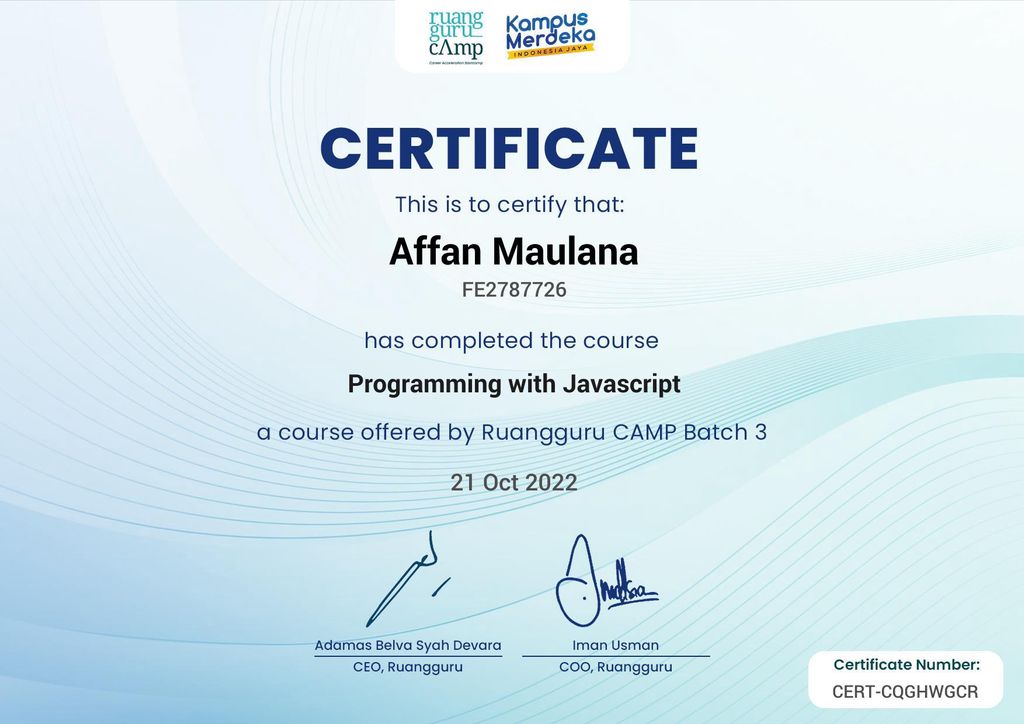 ruang
guru
cAmp
Career Acceleration Bootcamp
Kampus
Merdeka
INDONESIA JAYA
CERTIFICATE
This is to certify that:
Affan Maulana
FE2787726
has completed the course
Programming with Javascript
a course offered by Ruangguru CAMP Batch 3
21 Oct 2022
Adamas Belva Syah Devara
CEO, Ruangguru
Iman Usman
COO, Ruangguru
Certificate Number:
CERT-CQGHWGCR